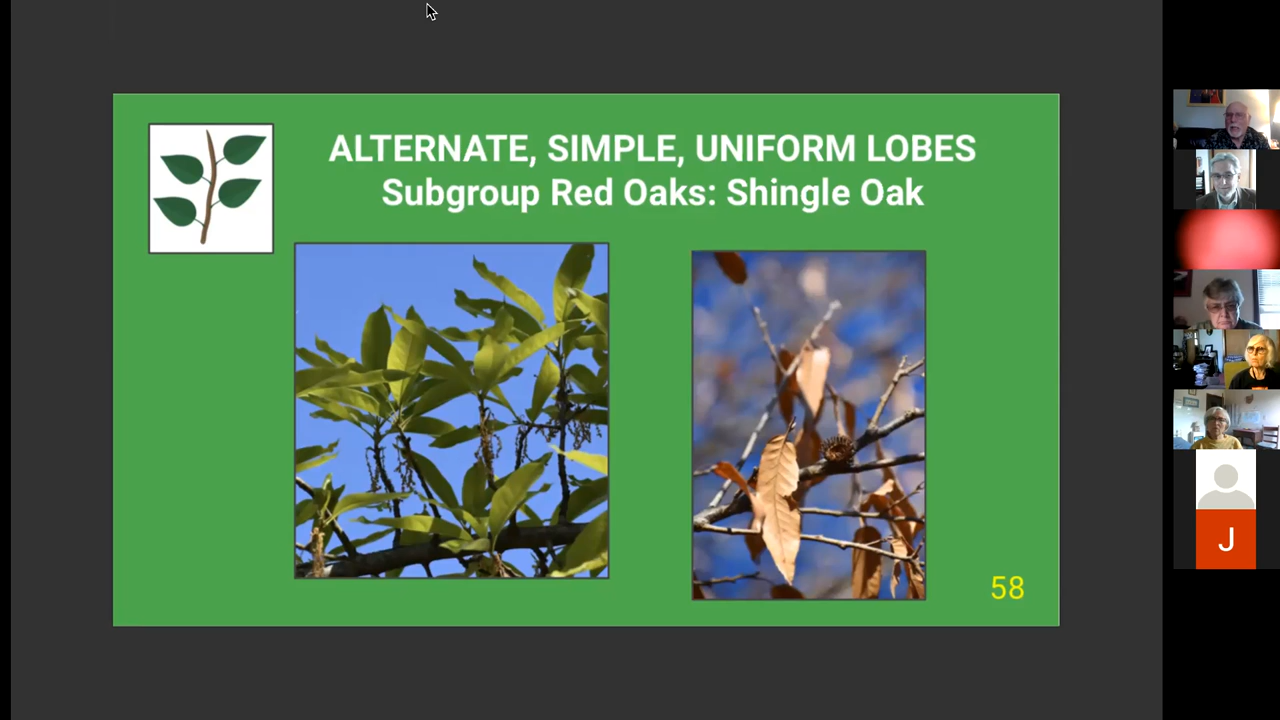 ALTERNATE, SIMPLE, UNIFORM LOBES
Subgroup Red Oaks: Shingle Oak
58
J